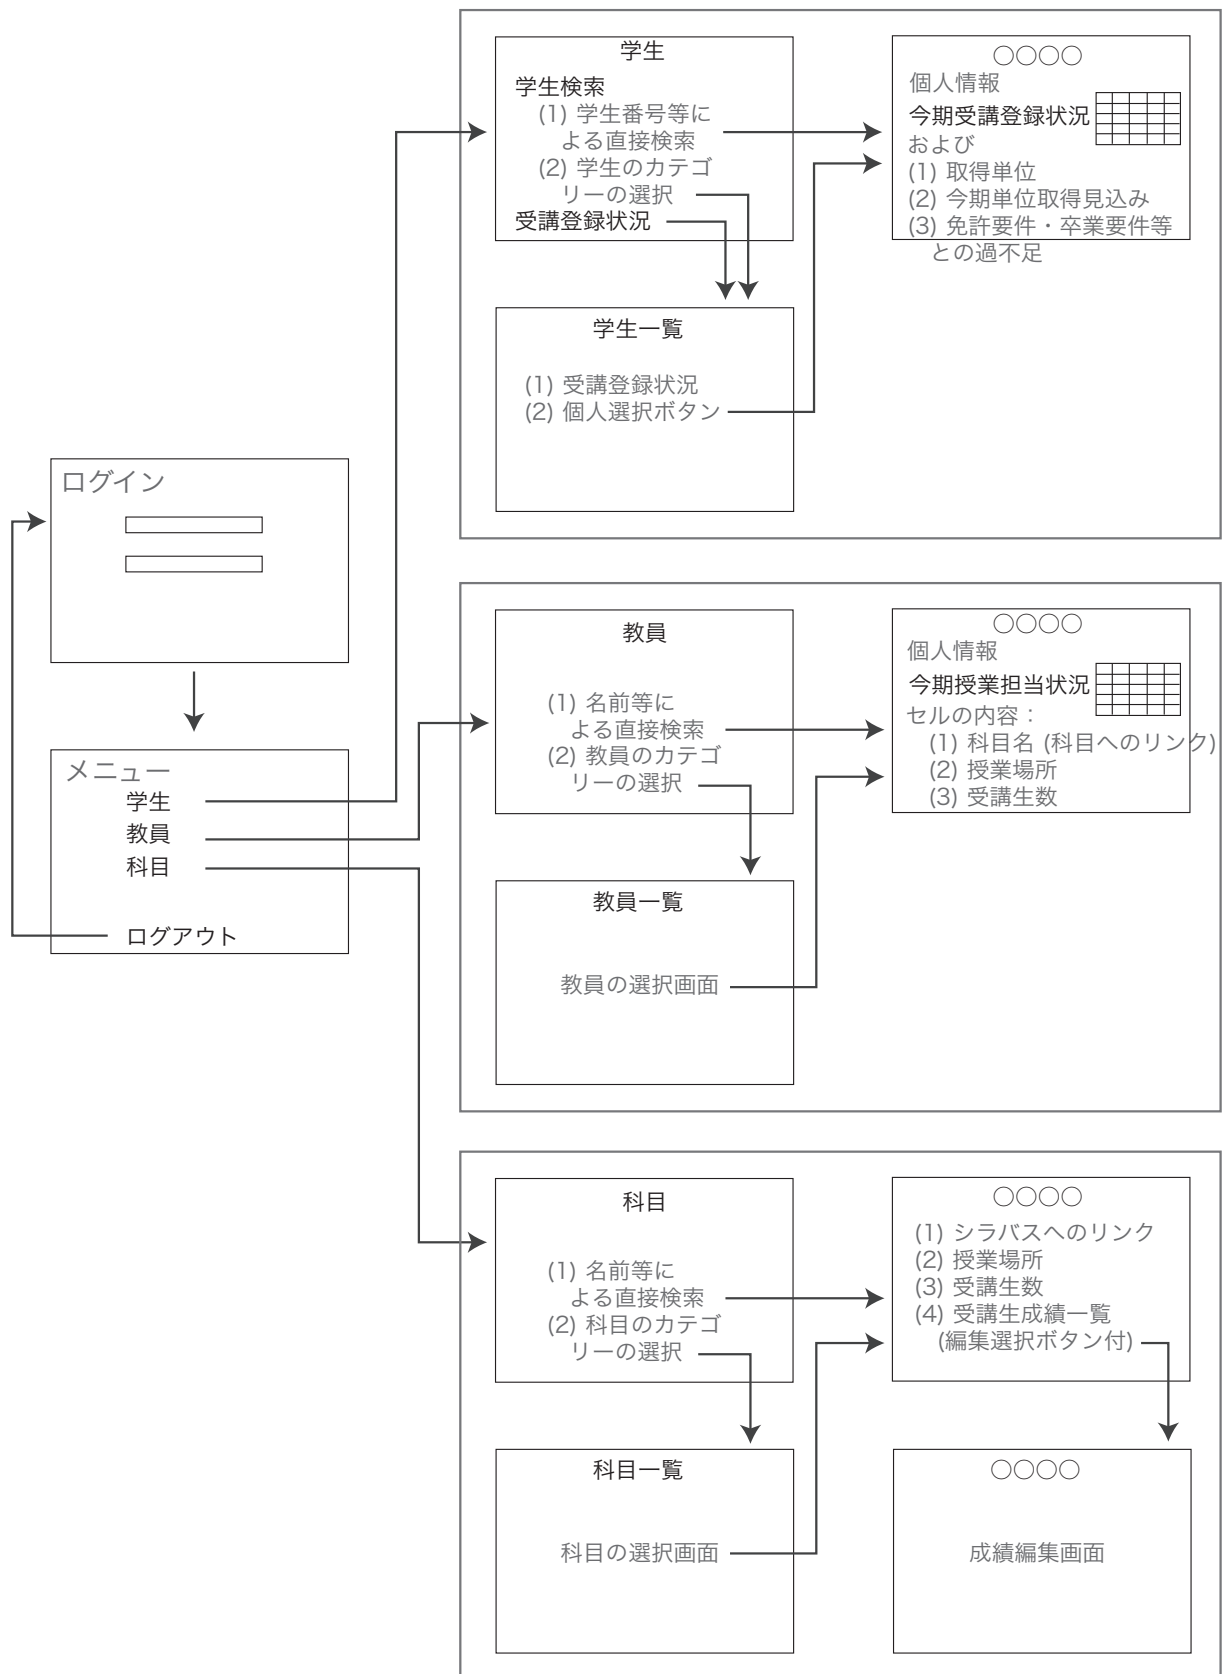 学生
学生検索
(1) 学生番号等に
よる直接検索
(2) 学生のカテゴ
リーの選択
受講登録状況
○○○○
個人情報
今期受講登録状況
および
(1) 取得単位
(2) 今期単位取得見込み
(3) 免許要件・卒業要件等
との過不足
学生一覧
(1) 受講登録状況
(2) 個人選択ボタン
ログイン
メニュー
学生
教員
科目
ログアウト
教員
(1) 名前等に
よる直接検索
(2) 教員のカテゴ
リーの選択
○○○○
個人情報
今期授業担当状況
セルの内容：
(1) 科目名 (科目へのリンク)
(2) 授業場所
(3) 受講生数
教員一覧
教員の選択画面
科目
(1) 名前等に
よる直接検索
(2) 科目のカテゴ
リーの選択
○○○○
(1) シラバスへのリンク
(2) 授業場所
(3) 受講生数
(4) 受講生成績一覧
(編集選択ボタン付)
科目一覧
科目の選択画面
○○○○
成績編集画面